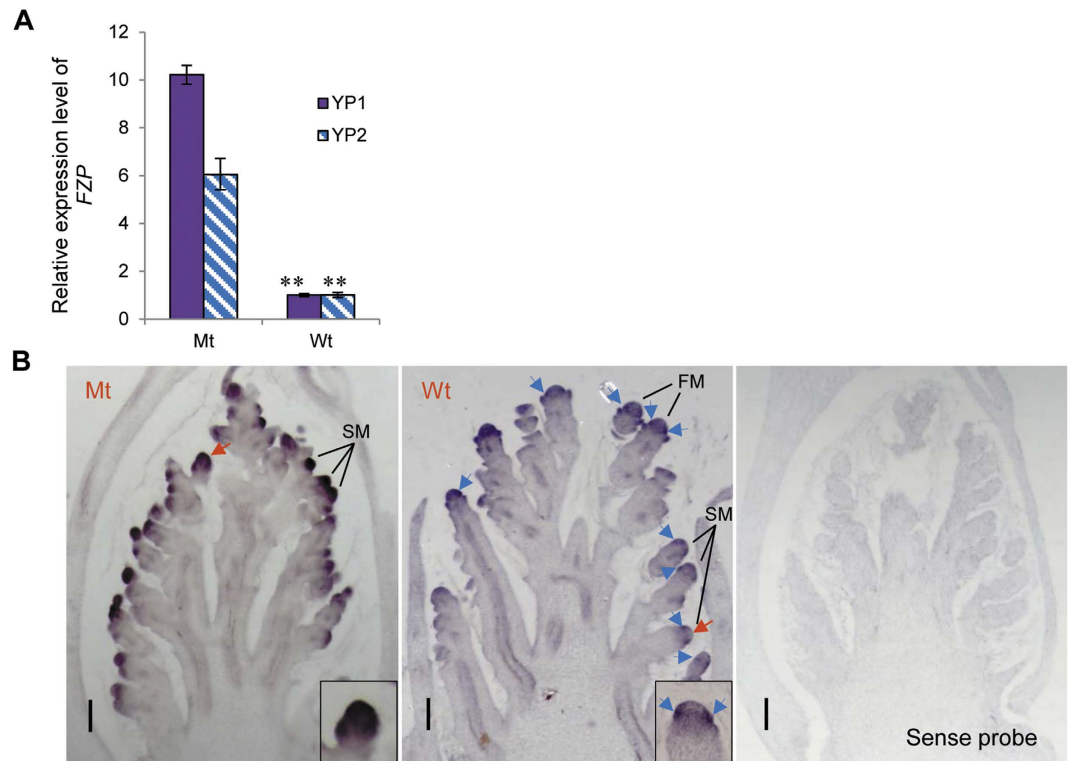 A
Relative expression level of
FZP
12
10
8
6
4
2
0
YP1
YP2
** **
Mt
Wt
B
Mt
SM
Wt
FM
SM
Sense probe